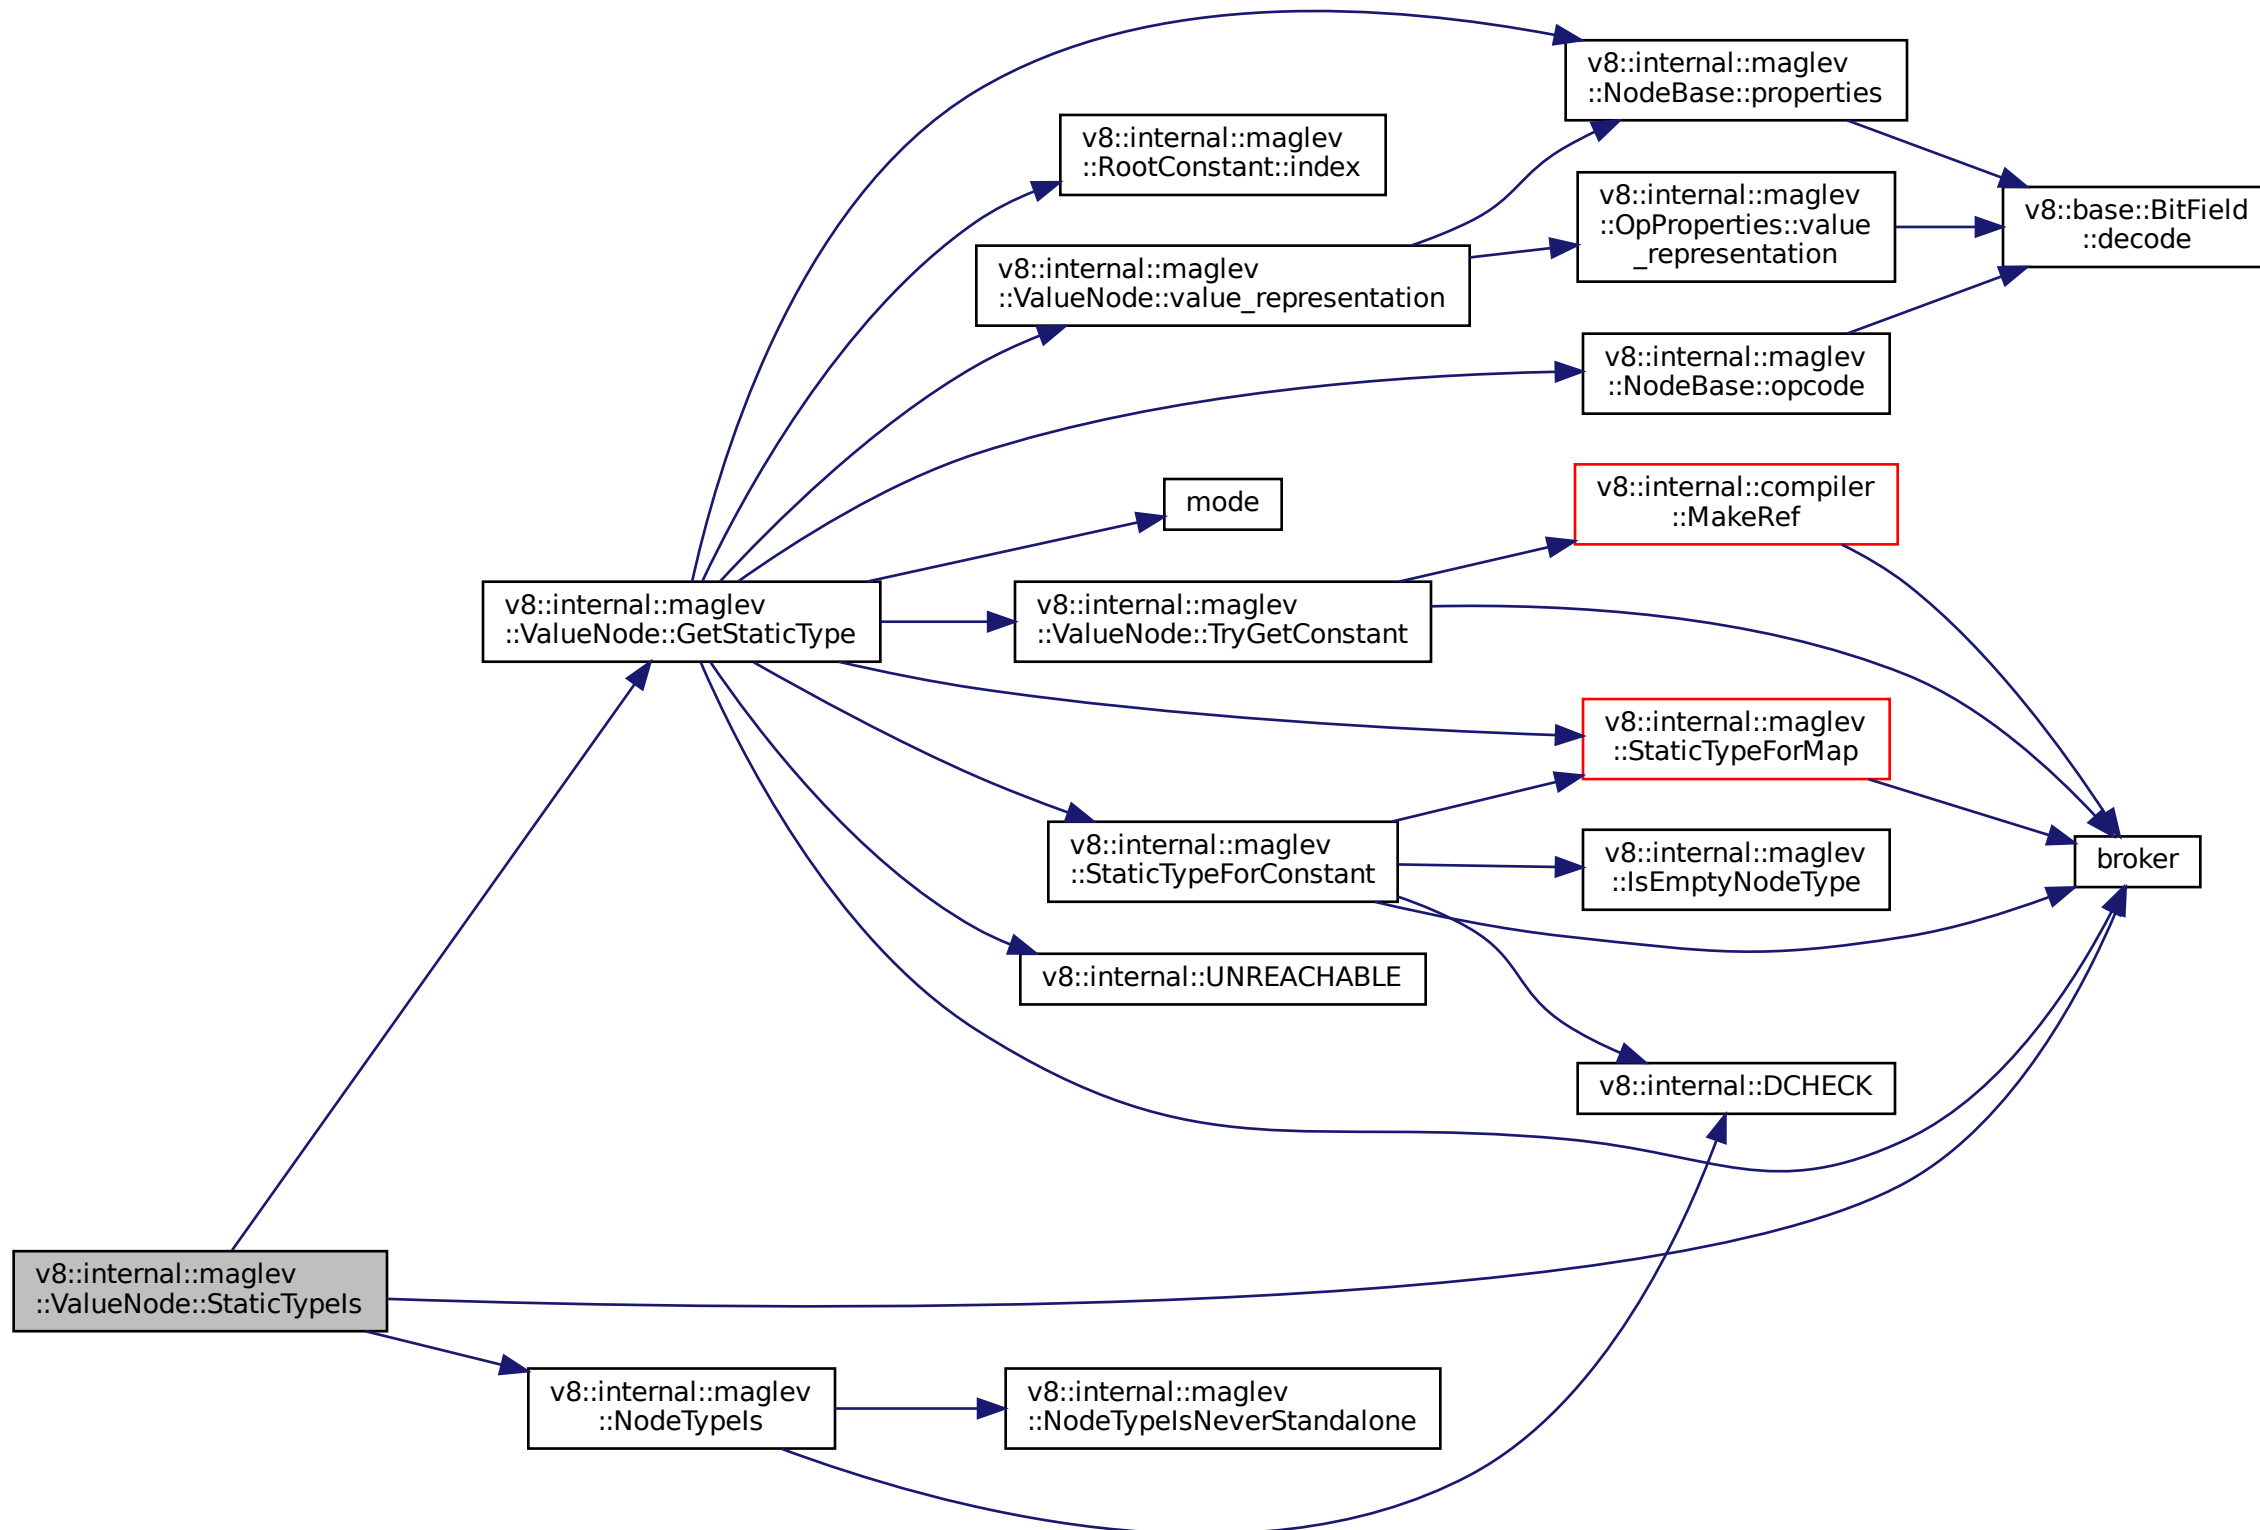 v8::internal::maglev
::NodeBase::properties
v8::internal::maglev
::RootConstant::index
v8::internal::maglev
::OpProperties::value
_representation
v8::base::BitField
::decode
v8::internal::maglev
::ValueNode::value_representation
v8::internal::maglev
::NodeBase::opcode
v8::internal::compiler
::MakeRef
mode
v8::internal::maglev
::ValueNode::GetStaticType
v8::internal::maglev
::ValueNode::TryGetConstant
v8::internal::maglev
::StaticTypeForMap
v8::internal::maglev
::StaticTypeForConstant
v8::internal::maglev
::IsEmptyNodeType
broker
v8::internal::UNREACHABLE
v8::internal::DCHECK
v8::internal::maglev
::ValueNode::StaticTypeIs
v8::internal::maglev
::NodeTypeIs
v8::internal::maglev
::NodeTypeIsNeverStandalone